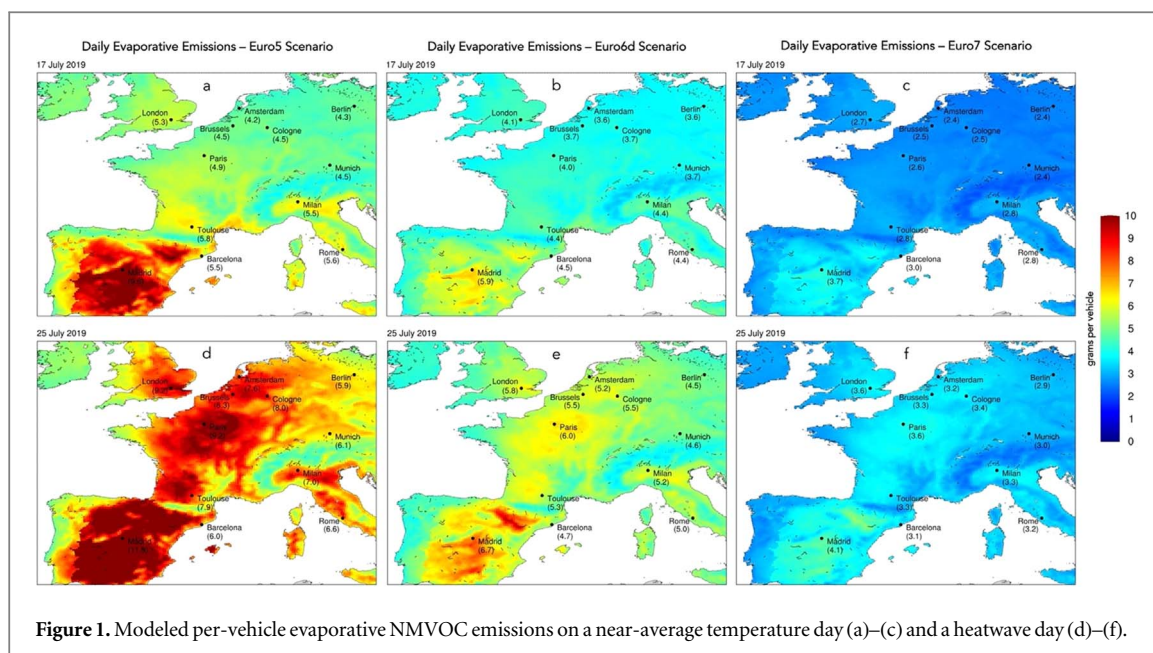 Daily Evaporative Emissions – Euro5 Scenario
Daily Evaporative Emissions – Euro6d Scenario
Daily Evaporative Emissions – Euro7 Scenario
17 July 2019
a
London
(5.3)
Amsterdam
(4.2)
Berlin
(4.3)
Brussels
(4.5)
Cologne
(4.5)
Paris
(4.9)
Munich
(4.5)
Milan
(5.5)
Toulouse
(5.8)
Barcelona
(5.5)
Rome
(5.6)
Madrid
b
London
(4.1)
Amsterdam
(3.6)
Berlin
(3.6)
Brussels
(3.7)
Cologne
(3.7)
Paris
(4.0)
Munich
(3.7)
Milan
(4.4)
Toulouse
(4.4)
Barcelona
(4.5)
Rome
(4.4)
Madrid
(5.9)
17 July 2019
c
London
(2.7)
Amsterdam
(2.4)
Berlin
(2.4)
Brussels
(2.5)
Cologne
(2.5)
Paris
(2.6)
Munich
(2.4)
Milan
(2.8)
Toulouse
(2.8)
Barcelona
(3.0)
Rome
(2.8)
Madrid
(3.7)
25 July 2019
d
London
Amsterdam
Berlin
(5.9)
Brussels
(8.3)
Cologne
(8.0)
Paris
Munich
(6.1)
Milan
(7.0)
Toulouse
(7.9)
Barcelona
(6.0)
Rome
(6.6)
Madrid
e
London
(5.8)
Amsterdam
(5.2)
Berlin
(4.5)
Brussels
(5.5)
Cologne
(5.5)
Paris
(6.0)
Munich
(4.6)
Milan
(5.2)
Toulouse
(5.3)
Barcelona
(4.7)
Rome
(5.0)
Madrid
(6.7)
25 July 2019
f
London
(3.6)
Amsterdam
(3.2)
Berlin
(2.9)
Brussels
(3.3)
Cologne
(3.4)
Paris
(3.6)
Munich
(3.0)
Milan
(3.3)
Toulouse
(3.3)
Barcelona
(3.1)
Rome
(3.2)
Madrid
(4.1)
10
9
8
7
6
5
4
3
2
1
0
grams per vehicle
Figure 1. Modeled per-vehicle evaporative NMVOC emissions on a near-average temperature day (a)–(c) and a heatwave day (d)–(f).